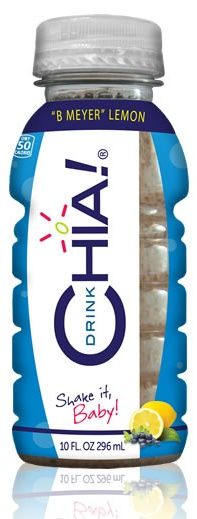 "B MEYER" LEMON
ONLY
50
CALORIES
DRINK
CHIA!®
Shake it,
Baby!
10 FL. OZ 296 mL